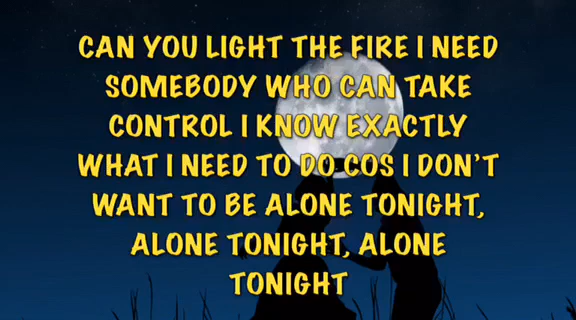 CAN YOU LIGHT THE FIRE I NEED
SOMEBODY WHO CAN TAKE
CONTROL I KNOW EXACTLY
WHAT I NEED TO DO COS I DON'T
WANT TO BE ALONE TONIGHT,
ALONE TONIGHT, ALONE
TONIGHT